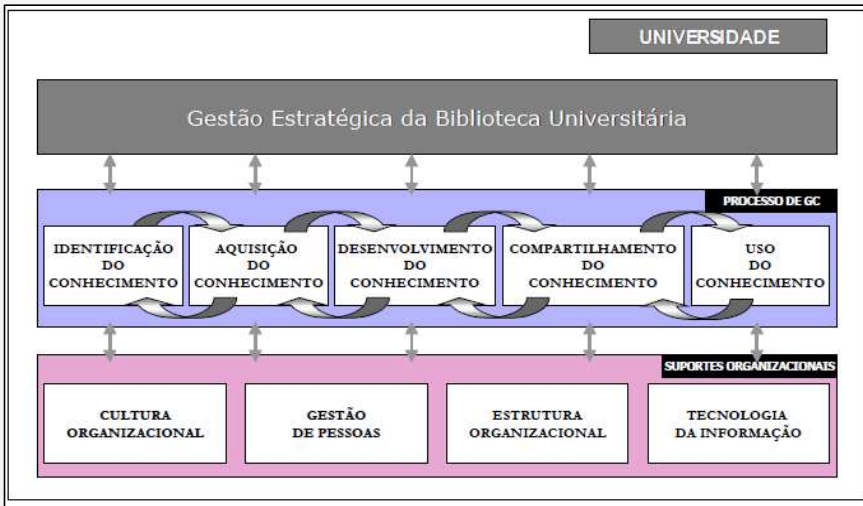 UNIVERSIDADE
Gestão Estratégica da Biblioteca Universitária
PROCESSO DE GC
IDENTIFICAÇÃO
DO
CONHECIMENTO
AQUISIÇÃO
DO
CONHECIMENTO
DESENVOLVIMENTO
DO
CONHECIMENTO
COMPARTILHAMENTO
DO
CONHECIMENTO
USO
DO
CONHECIMENTO
SUPORTES ORGANIZACIONAIS
CULTURA
ORGANIZACIONAL
GESTÃO
DE PESSOAS
ESTRUTURA
ORGANIZACIONAL
TECNOLOGIA
DA INFORMAÇÃO